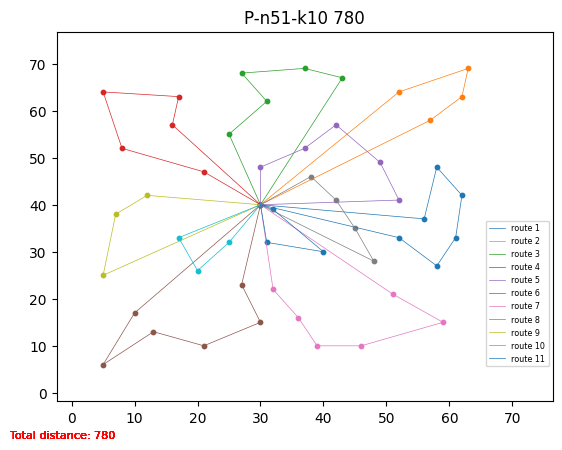 P-n51-k10 780
70
60
50
40
30
20
10
0
0 10 20 30 40 50 60 70
route 1
route 2
route 3
route 4
route 5
route 6
route 7
route 8
route 9
route 10
route 11
Total distance: 780